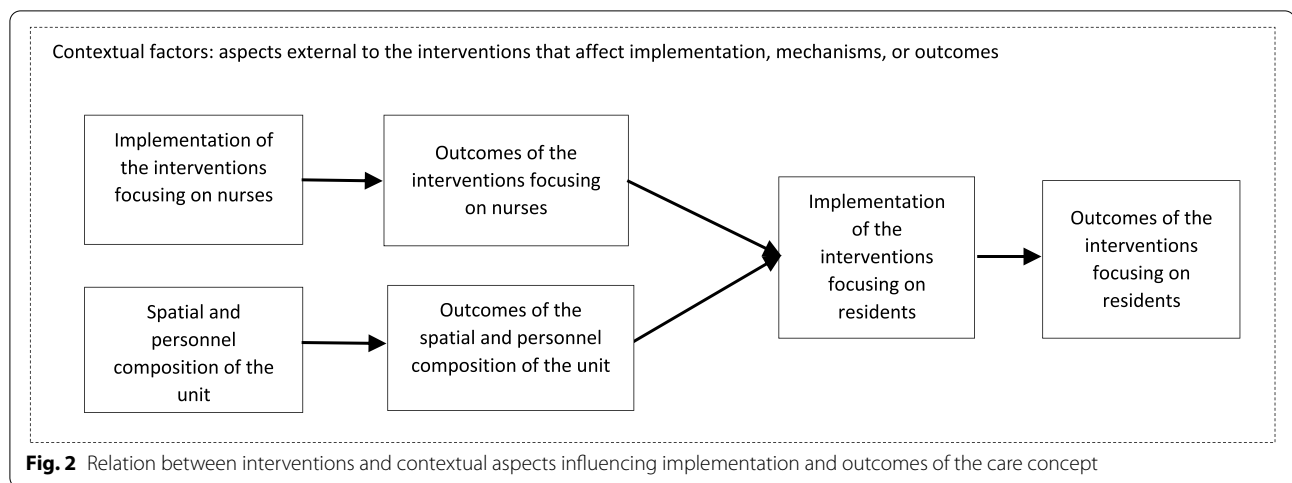 Contextual factors: aspects external to the interventions that affect implementation, mechanisms, or outcomes
Implementation of
the interventions
focusing on nurses
Outcomes of the
interventions focusing
on nurses
Spatial and
personnel
composition of the
unit
Outcomes of the
spatial and personnel
composition of the unit
Implementation
of the
interventions
focusing on
residents
Outcomes of the
interventions
focusing on
residents
Fig. 2 Relation between interventions and contextual aspects influencing implementation and outcomes of the care concept